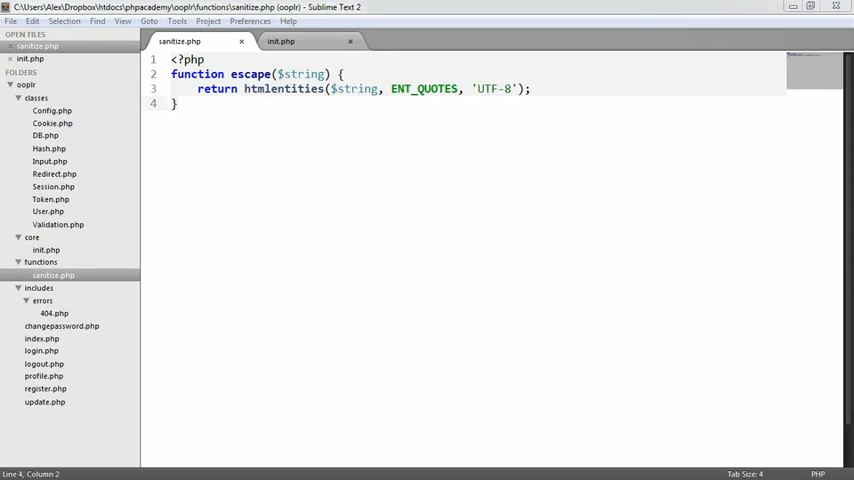 C:\Users\Alex\Dropbox\htdocs\phpacademy\ooplr\functions\sanitize.php (ooplr) - Sublime Text 2
File Edit Selection Find View Goto Tools Project Preferences Help
OPEN FILES
sanitize.php
init.php
FOLDERS
ooplr
classes
Config.php
Cookie.php
DB.php
Hash.php
Input.php
Redirect.php
Session.php
Token.php
User.php
Validation.php
core
init.php
functions
sanitize.php
includes
errors
404.php
changepassword.php
index.php
login.php
logout.php
profile.php
register.php
update.php
sanitize.php init.php
1 <?php
2 function escape($string) {
3 return htmlentities($string, ENT_QUOTES, 'UTF-8');
4 }
Line 4, Column 2 Tab Size: 4 PHP